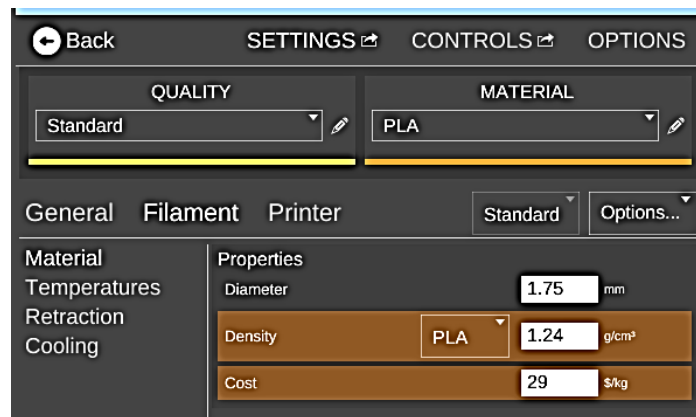 Back SETTINGS CONTROLS OPTIONS
QUALITY MATERIAL
Standard PLA
General Filament Printer Standard Options...
Material
Temperatures
Retraction
Cooling
Properties
Diameter 1.75 mm
Density PLA 1.24 g/cm³
Cost 29 $/kg